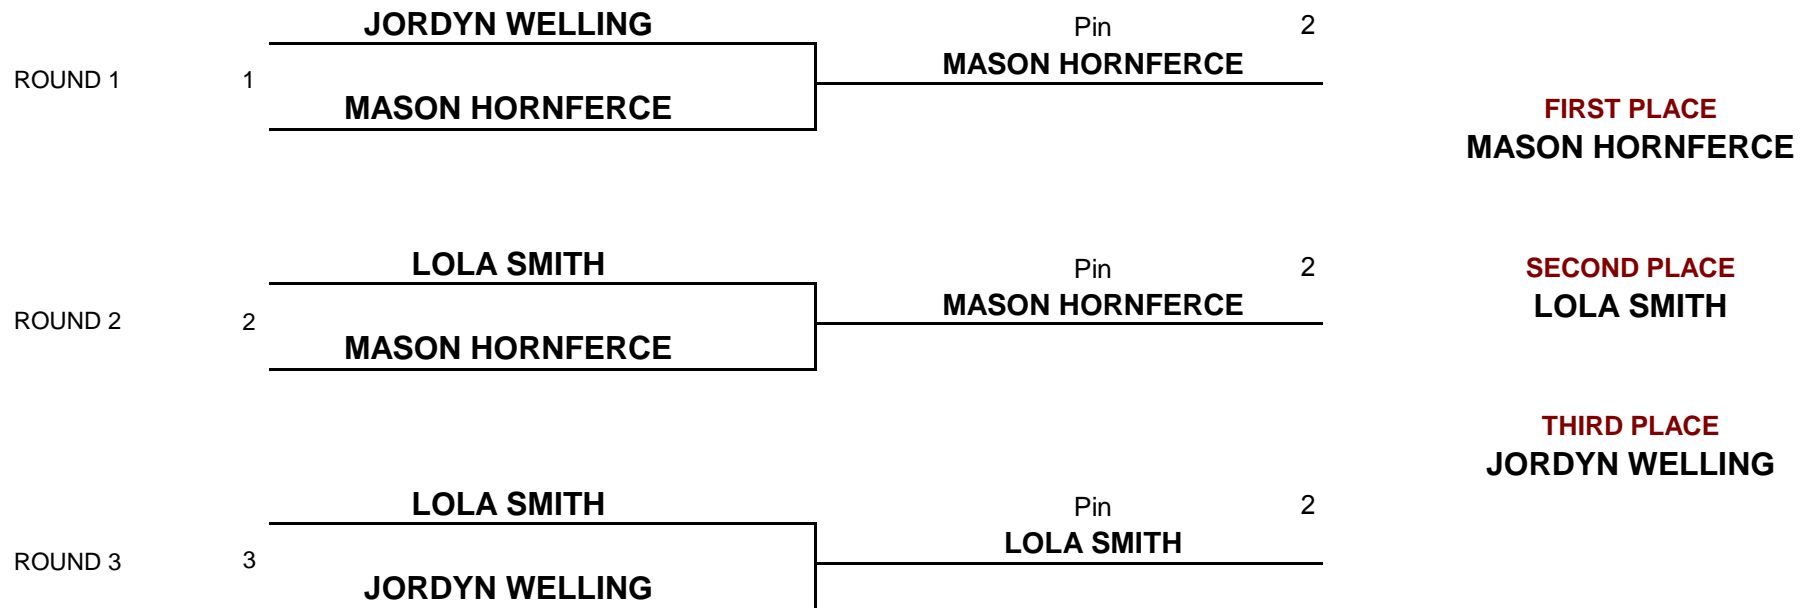 JORDYN WELLING
Pin 2
ROUND 1 1 MASON HORNFERCE
MASON HORNFERCE
FIRST PLACE
MASON HORNFERCE
LOLA SMITH
Pin 2
ROUND 2 2 MASON HORNFERCE
MASON HORNFERCE
SECOND PLACE
LOLA SMITH
THIRD PLACE
JORDYN WELLING
LOLA SMITH
Pin 2
ROUND 3 3 LOLA SMITH
JORDYN WELLING